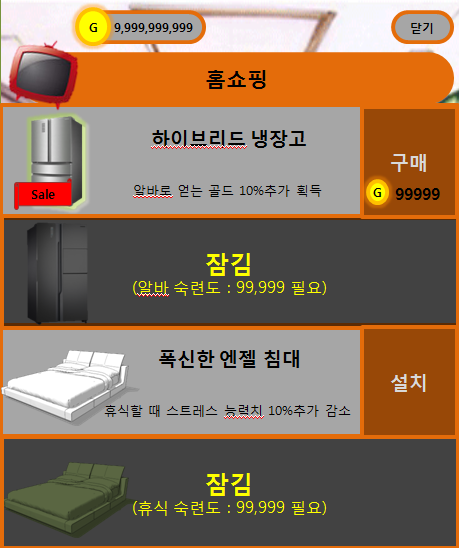 G 9,999,999,999
닫기
홈쇼핑
하이브리드 냉장고
Sale
알바로 얻는 골드 10%추가 획득
구매
G 99999
잠김
(알바 숙련도 : 99,999 필요)
폭신한 엔젤 침대
휴식할 때 스트레스 능력치 10%추가 감소
설치
잠김
(휴식 숙련도 : 99,999 필요)